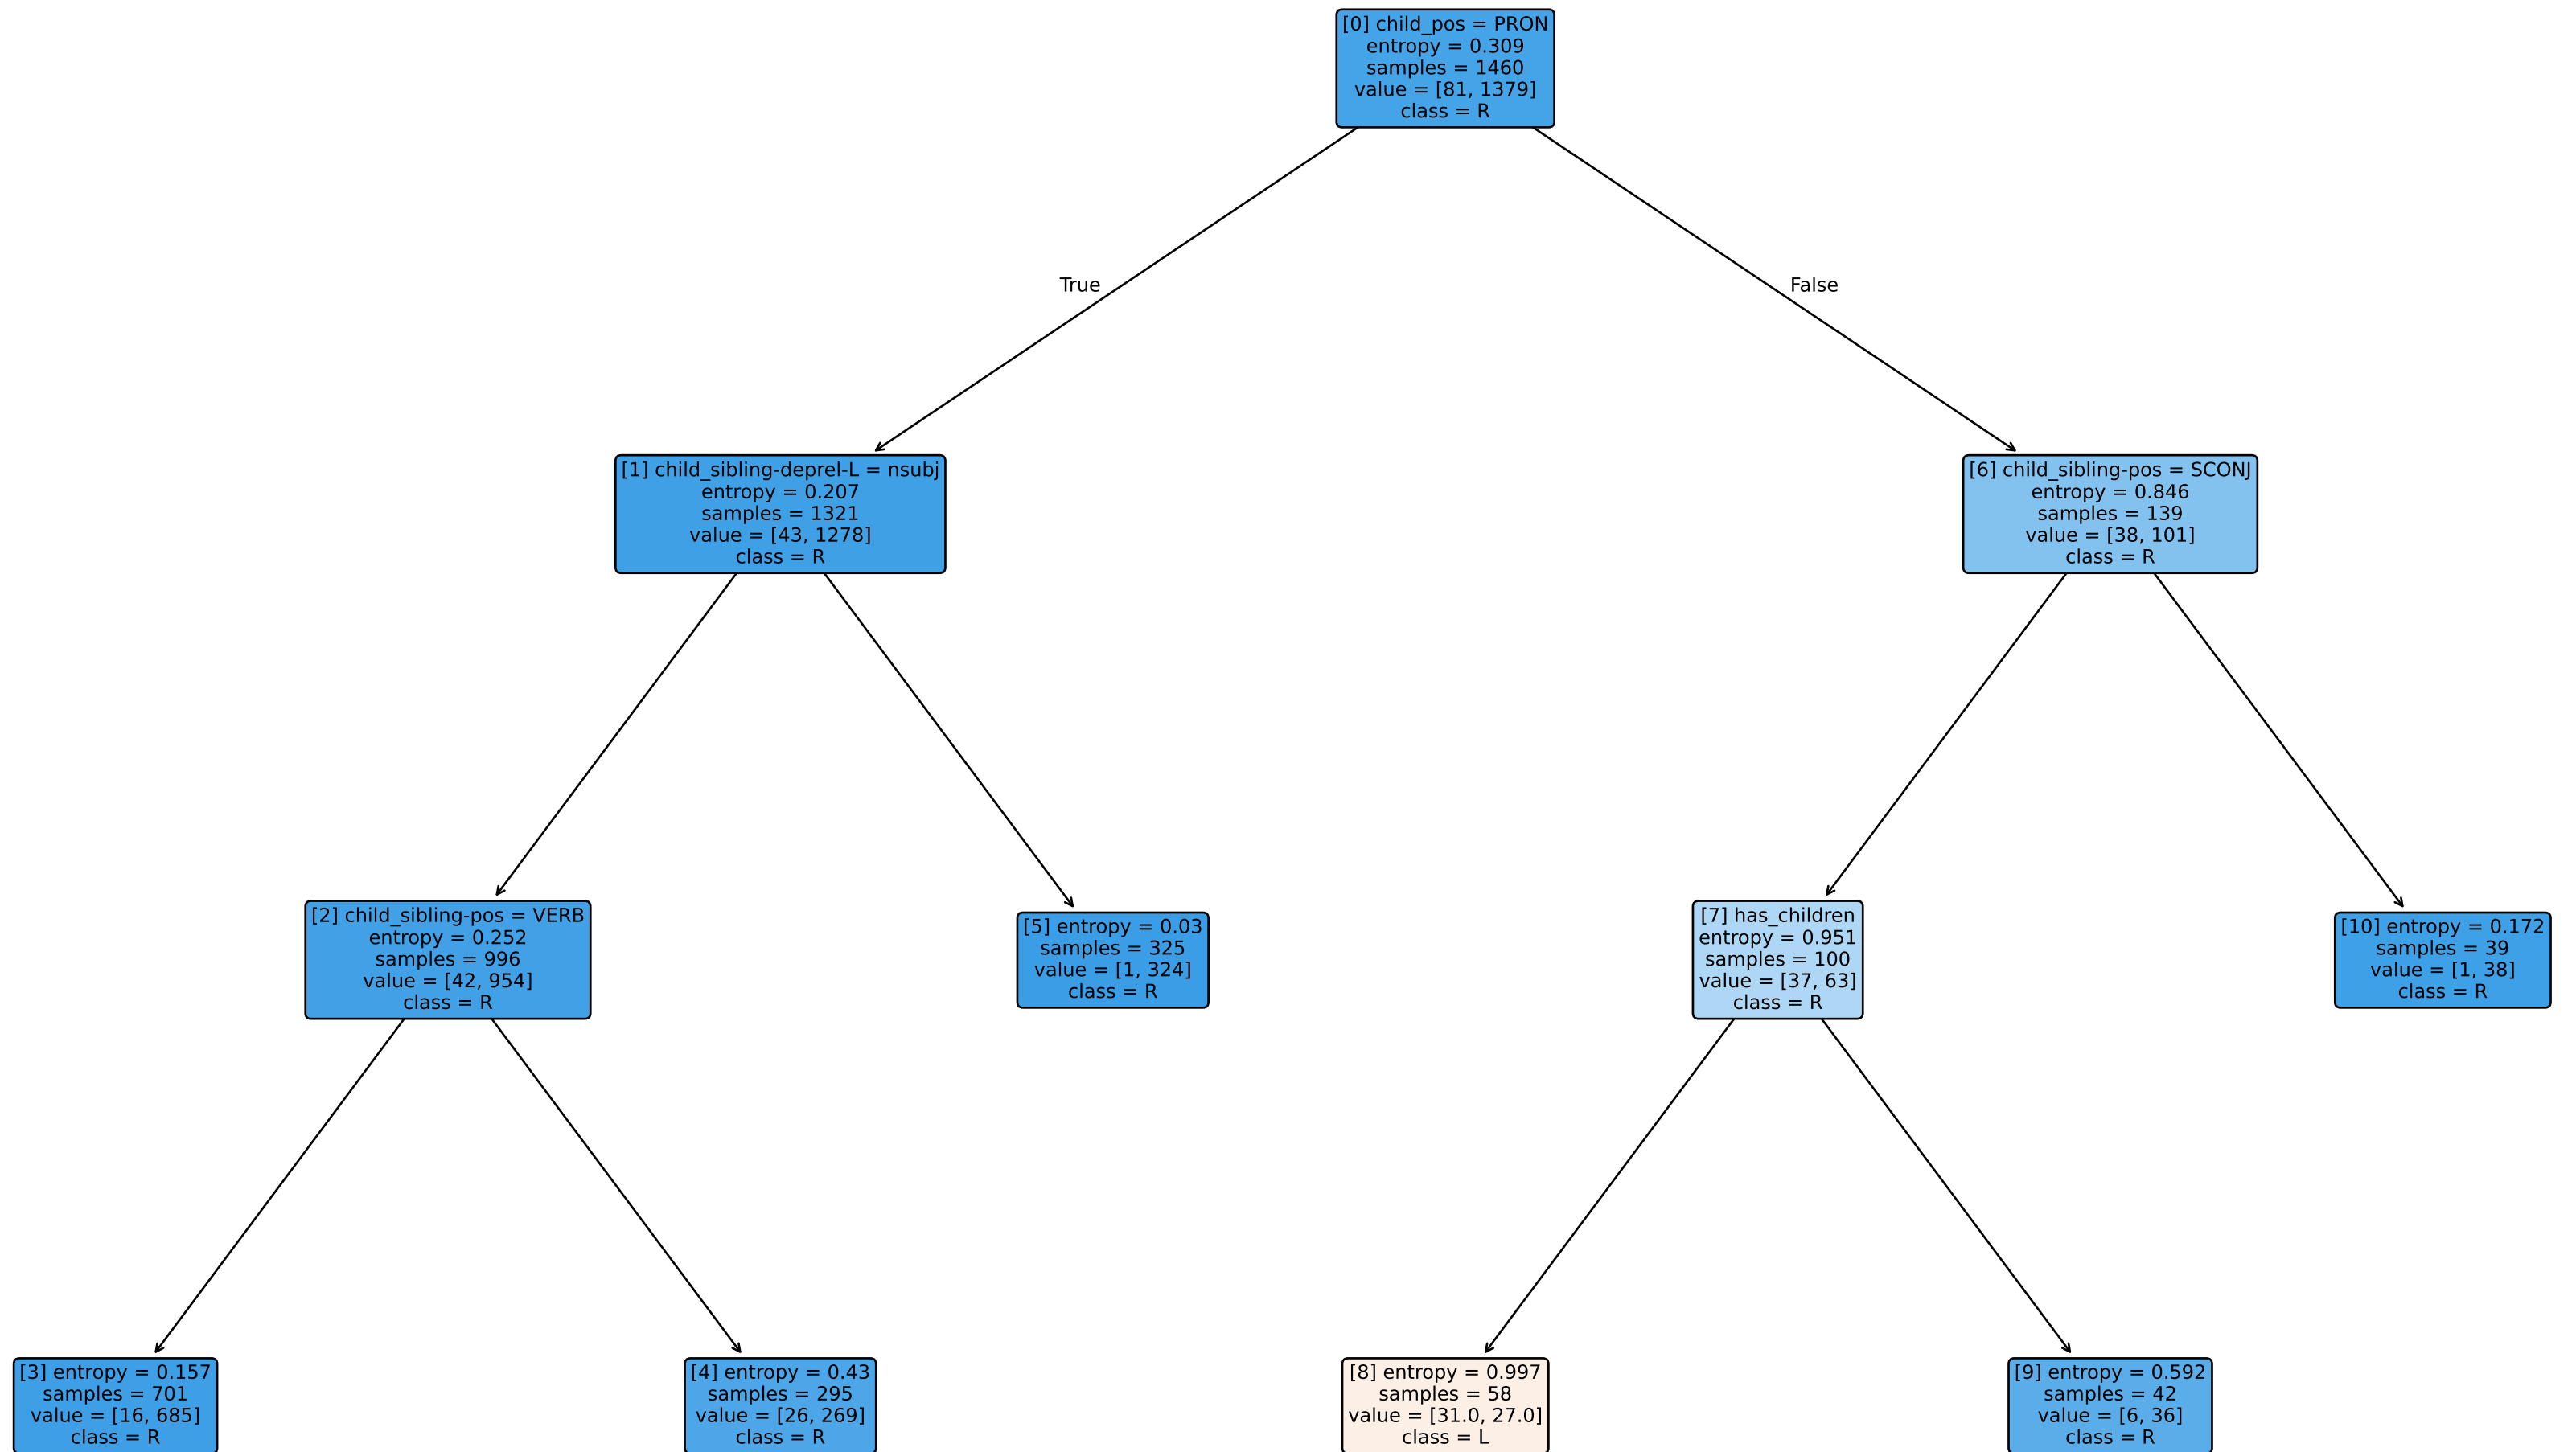 [0] child_pos = PRON
entropy = 0.309
samples = 1460
value = [81, 1379]
class = R
True
False
[1] child_sibling-deprel-L = nsubj
entropy = 0.207
samples = 1321
value = [43, 1278]
class = R
[6] child_sibling-pos = SCONJ
entropy = 0.846
samples = 139
value = [38, 101]
class = R
[2] child_sibling-pos = VERB
entropy = 0.252
samples = 996
value = [42, 954]
class = R
[5] entropy = 0.03
samples = 325
value = [1, 324]
class = R
[7] has_children
entropy = 0.951
samples = 100
value = [37, 63]
class = R
[10] entropy = 0.172
samples = 39
value = [1, 38]
class = R
[3] entropy = 0.157
samples = 701
value = [16, 685]
class = R
[4] entropy = 0.43
samples = 295
value = [26, 269]
class = R
[8] entropy = 0.997
samples = 58
value = [31.0, 27.0]
class = L
[9] entropy = 0.592
samples = 42
value = [6, 36]
class = R